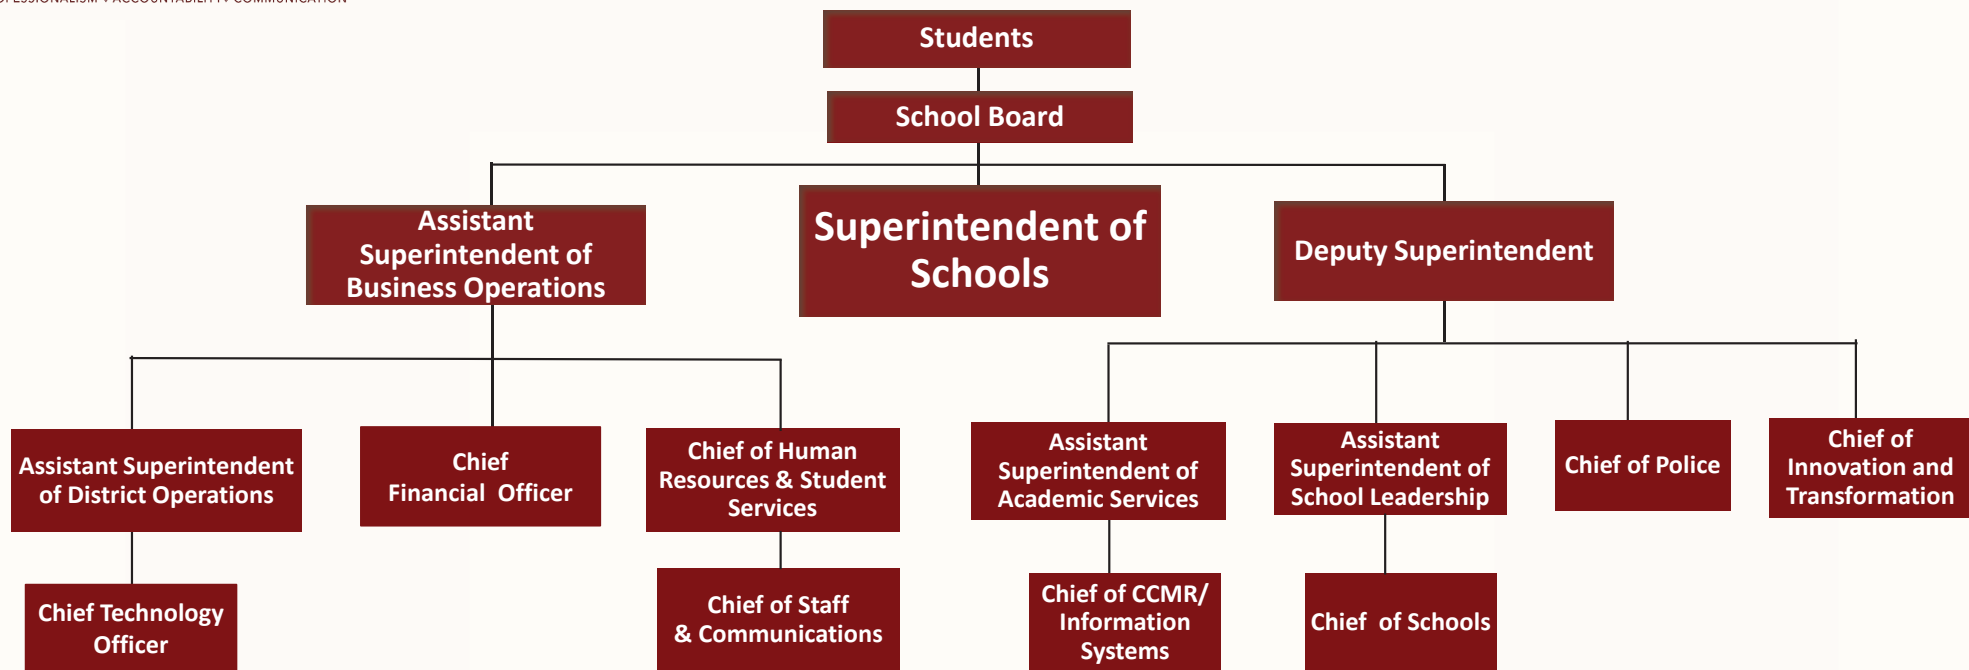 ACCOUNTABILITY • COMMUNICATION
Students
School Board
Assistant
Superintendent of
Business Operations
Superintendent of
Schools
Deputy Superintendent
Assistant Superintendent
of District Operations
Chief
Financial Officer
Chief of Human
Resources & Student
Services
Assistant
Superintendent of
Academic Services
Assistant
Superintendent of
School Leadership
Chief of Police
Chief of
Innovation and
Transformation
Chief Technology
Officer
Chief of Staff
& Communications
Chief of CCMR/
Information
Systems
Chief of Schools